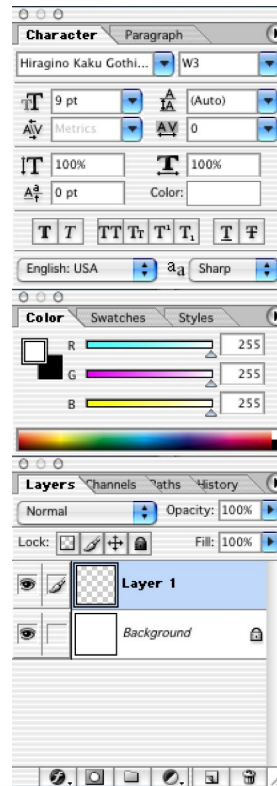 Character Paragraph
Hiragino Kaku Gothi... W3
9 pt (Auto)
Metrics 0
100% 100%
0 pt Color:
T T TT Tr T¹ T₁ T T
English: USA aa Sharp
Color Swatches Styles
R 255
G 255
B 255
Layers Channels Paths History
Normal Opacity: 100%
Lock: Fill: 100%
Layer 1
Background